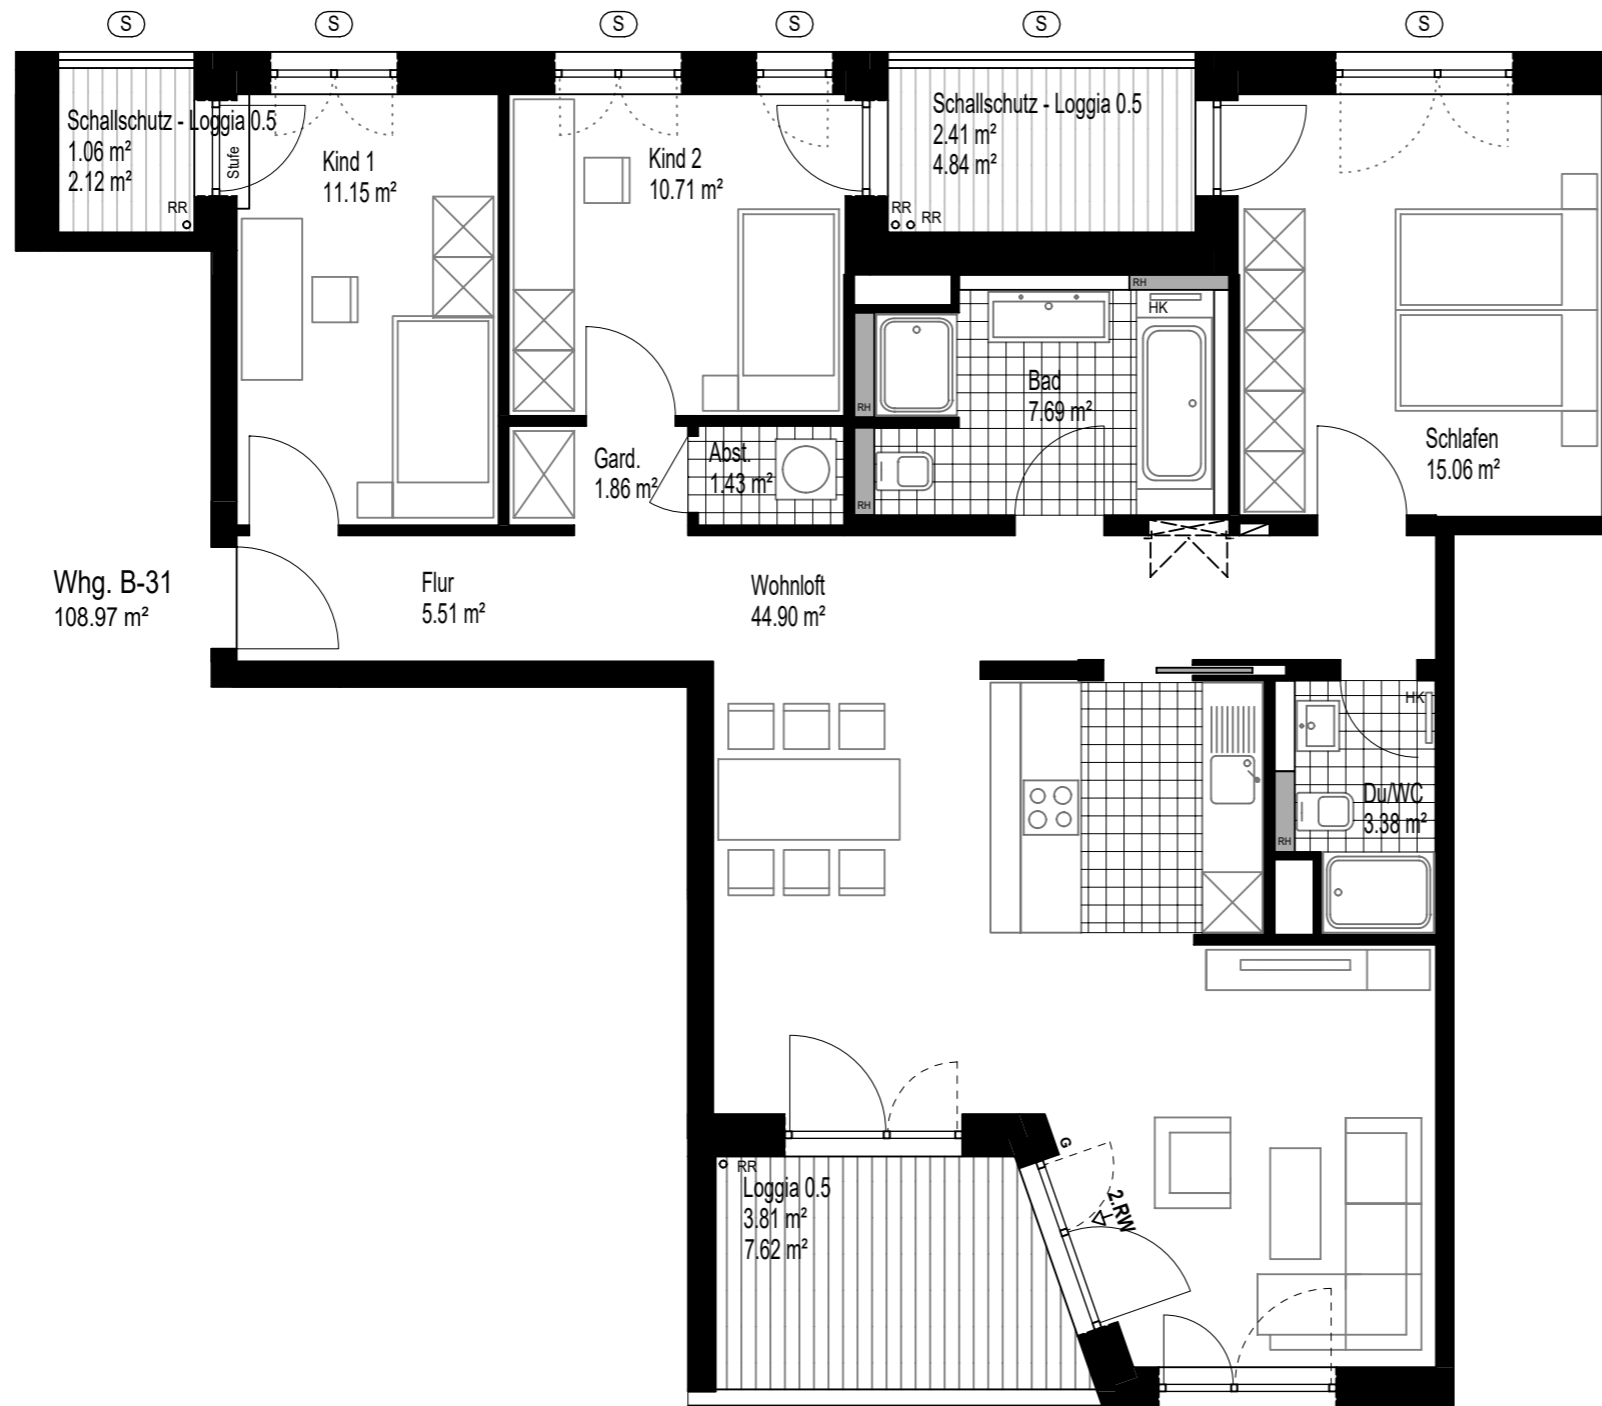 S
S
S
S
S
S
Schallschutz - Loggia 0.5
1.06 m²
2.12 m²
RR
Stufe
Kind 1
11.15 m²
Kind 2
10.71 m²
Schallschutz - Loggia 0.5
2.41 m²
4.84 m²
RR
RR
RH
HK
RH
Bad
7.69 m²
RH
Schlafen
15.06 m²
Gard.
1.86 m²
Abst.
1.43 m²
Whg. B-31
108.97 m²
Flur
5.51 m²
Wohnloft
44.90 m²
HK
Du/WC
3.38 m²
RH
RR
Loggia 0.5
3.81 m²
7.62 m²
G
2.RW